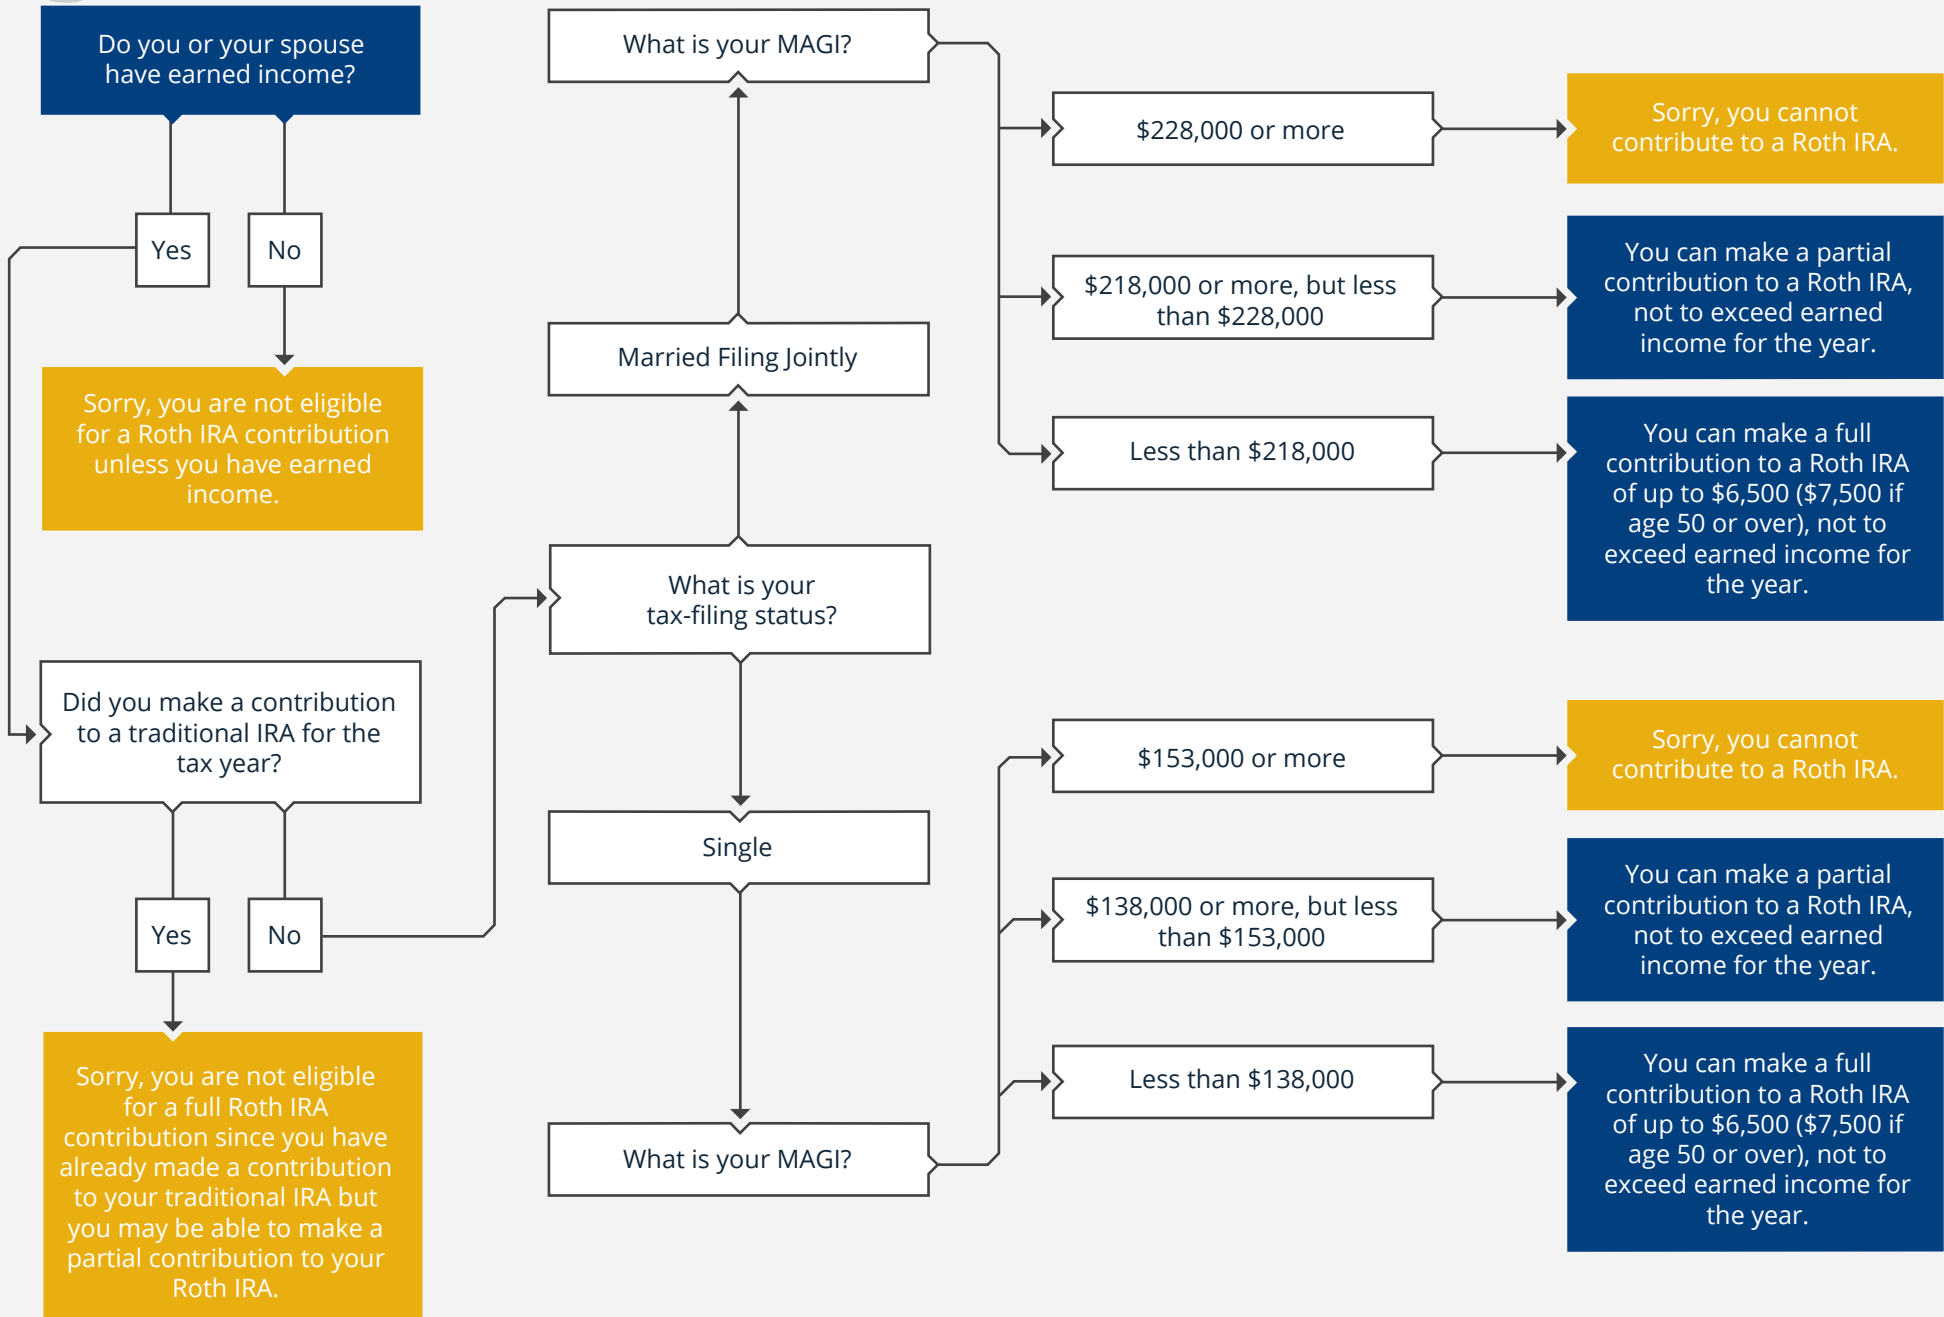 Do you or your spouse
have earned income?
Yes
No
Sorry, you are not eligible
for a Roth IRA contribution
unless you have earned
income.
Did you make a contribution
to a traditional IRA for the
tax year?
Yes
No
Sorry, you are not eligible
for a full Roth IRA
contribution since you have
already made a contribution
to your traditional IRA but
you may be able to make a
partial contribution to your
Roth IRA.
What is your MAGI?
Married Filing Jointly
What is your
tax-filing status?
Single
What is your MAGI?
$228,000 or more
Sorry, you cannot
contribute to a Roth IRA.
$218,000 or more, but less
than $228,000
You can make a partial
contribution to a Roth IRA,
not to exceed earned
income for the year.
Less than $218,000
You can make a full
contribution to a Roth IRA
of up to $6,500 ($7,500 if
age 50 or over), not to
exceed earned income for
the year.
$153,000 or more
Sorry, you cannot
contribute to a Roth IRA.
$138,000 or more, but less
than $153,000
You can make a partial
contribution to a Roth IRA,
not to exceed earned
income for the year.
Less than $138,000
You can make a full
contribution to a Roth IRA
of up to $6,500 ($7,500 if
age 50 or over), not to
exceed earned income for
the year.